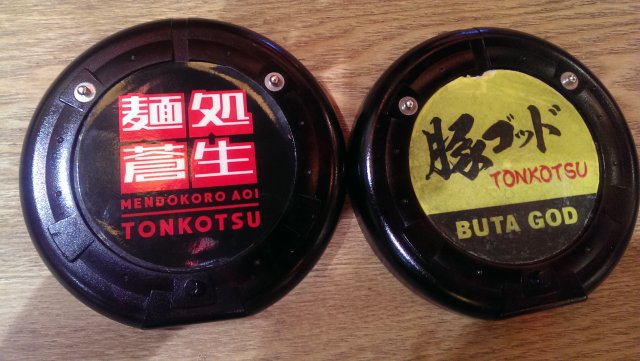 麺処
蒼生
MENDOKORO AOI
TONKOTSU
豚ゴッド
TONKOTSU
BUTA GOD